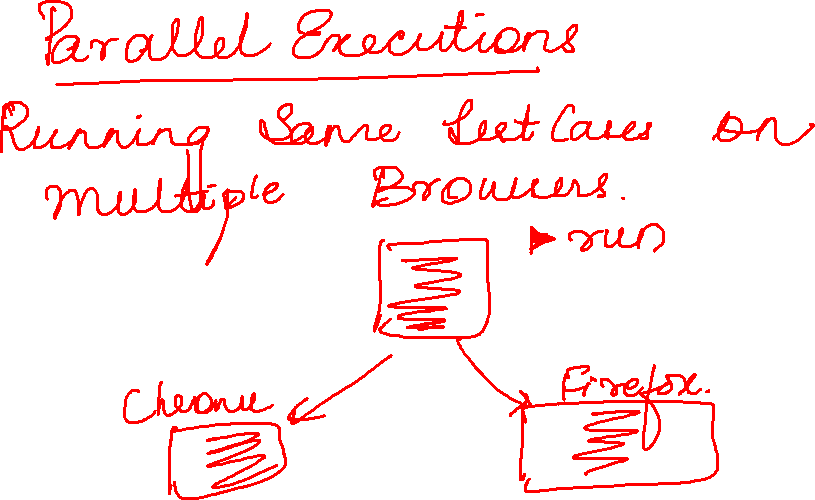 Parallel Executions
Running Same Test Cases on
multiple Browsers.
run
Chrome
Firefox.